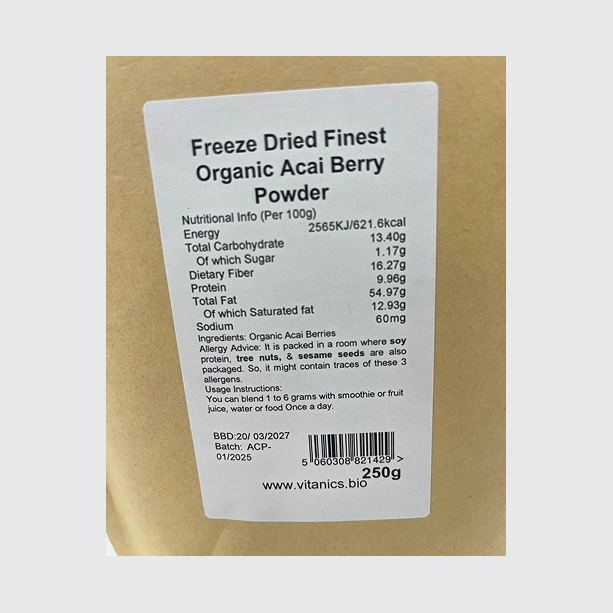 Freeze Dried Finest
Organic Acai Berry
Powder
Nutritional Info (Per 100g)
Energy 2565KJ/621.6kcal
Total Carbohydrate 13.40g
Of which Sugar 1.17g
Dietary Fiber 16.27g
Protein 9.96g
Total Fat 54.97g
Of which Saturated fat 12.93g
Sodium 60mg
Ingredients: Organic Acai Berries
Allergy Advice: It is packed in a room where soy
protein, tree nuts, & sesame seeds are also
packaged. So, it might contain traces of these 3
allergens.
Usage Instructions:
You can blend 1 to 6 grams with smoothie or fruit
juice, water or food Once a day.
BBD:20/ 03/2027
Batch: ACP-
01/2025
5 060308 821429 >
250g
www.vitanics.bio